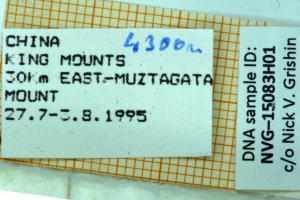 CHINA 4300m
KING MOUNTS
30Km EAST-MUZTAGATA
MOUNT
27.7-3.8.1995
DNA sample ID:
NVG-15083H01
c/o Nick V. Grishin